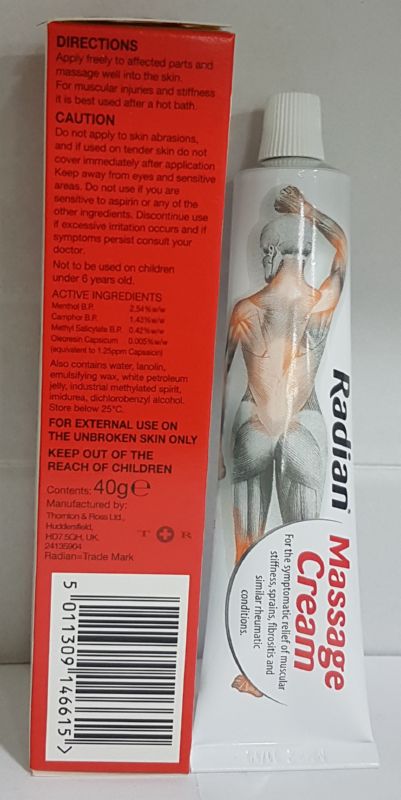 DIRECTIONS
Apply freely to affected parts and
massage well into the skin.
For muscular injuries and stiffness
it is best used after a hot bath.
CAUTION
Do not apply to skin abrasions,
and if used on tender skin do not
cover immediately after application
Keep away from eyes and sensitive
areas. Do not use if you are
sensitive to aspirin or any of the
other ingredients. Discontinue use
if excessive irritation occurs and if
symptoms persist consult your
doctor.
Not to be used on children
under 6 years old.
ACTIVE INGREDIENTS
Menthol B.P. 2.54%w/w
Camphor B.P. 1.43%w/w
Methyl Salicylate B.P. 0.42%w/w
Oleoresin Capsicum 0.005%w/w
(equivalent to 1.25ppm Capsaicin)
Also contains water, lanolin,
emulsifying wax, white petroleum
jelly, industrial methylated spirit,
imidurea, dichlorobenzyl alcohol.
Store below 25°C.
FOR EXTERNAL USE ON
THE UNBROKEN SKIN ONLY
KEEP OUT OF THE
REACH OF CHILDREN
Contents: 40g℮
Manufactured by:
Thornton & Ross Ltd.,
Huddersfield,
HD7 5QH, UK.
24135904
Radian=Trade Mark
T R
5 011309 146615 >
Radian®
Massage
Cream
For the symptomatic relief of muscular
stiffness, sprains, fibrositis and
similar rheumatic
conditions.